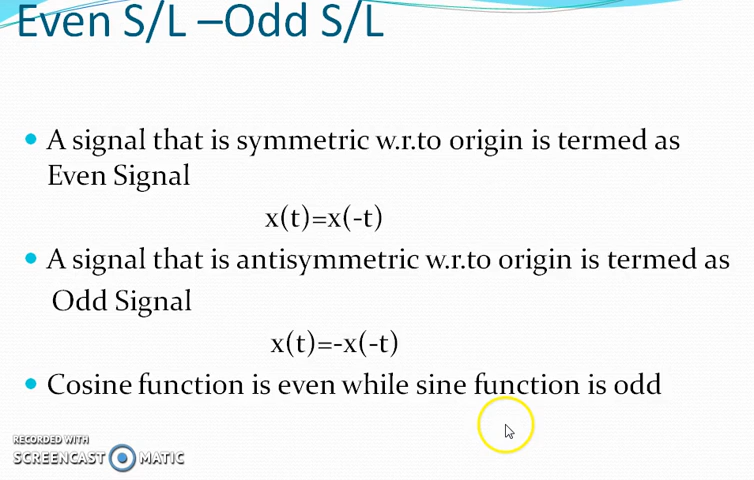 Even S/L –Odd S/L
• A signal that is symmetric w.r.to origin is termed as
Even Signal
x(t)=x(-t)
• A signal that is antisymmetric w.r.to origin is termed as
Odd Signal
x(t)=-x(-t)
• Cosine function is even while sine function is odd
RECORDED WITH
SCREENCAST MATIC